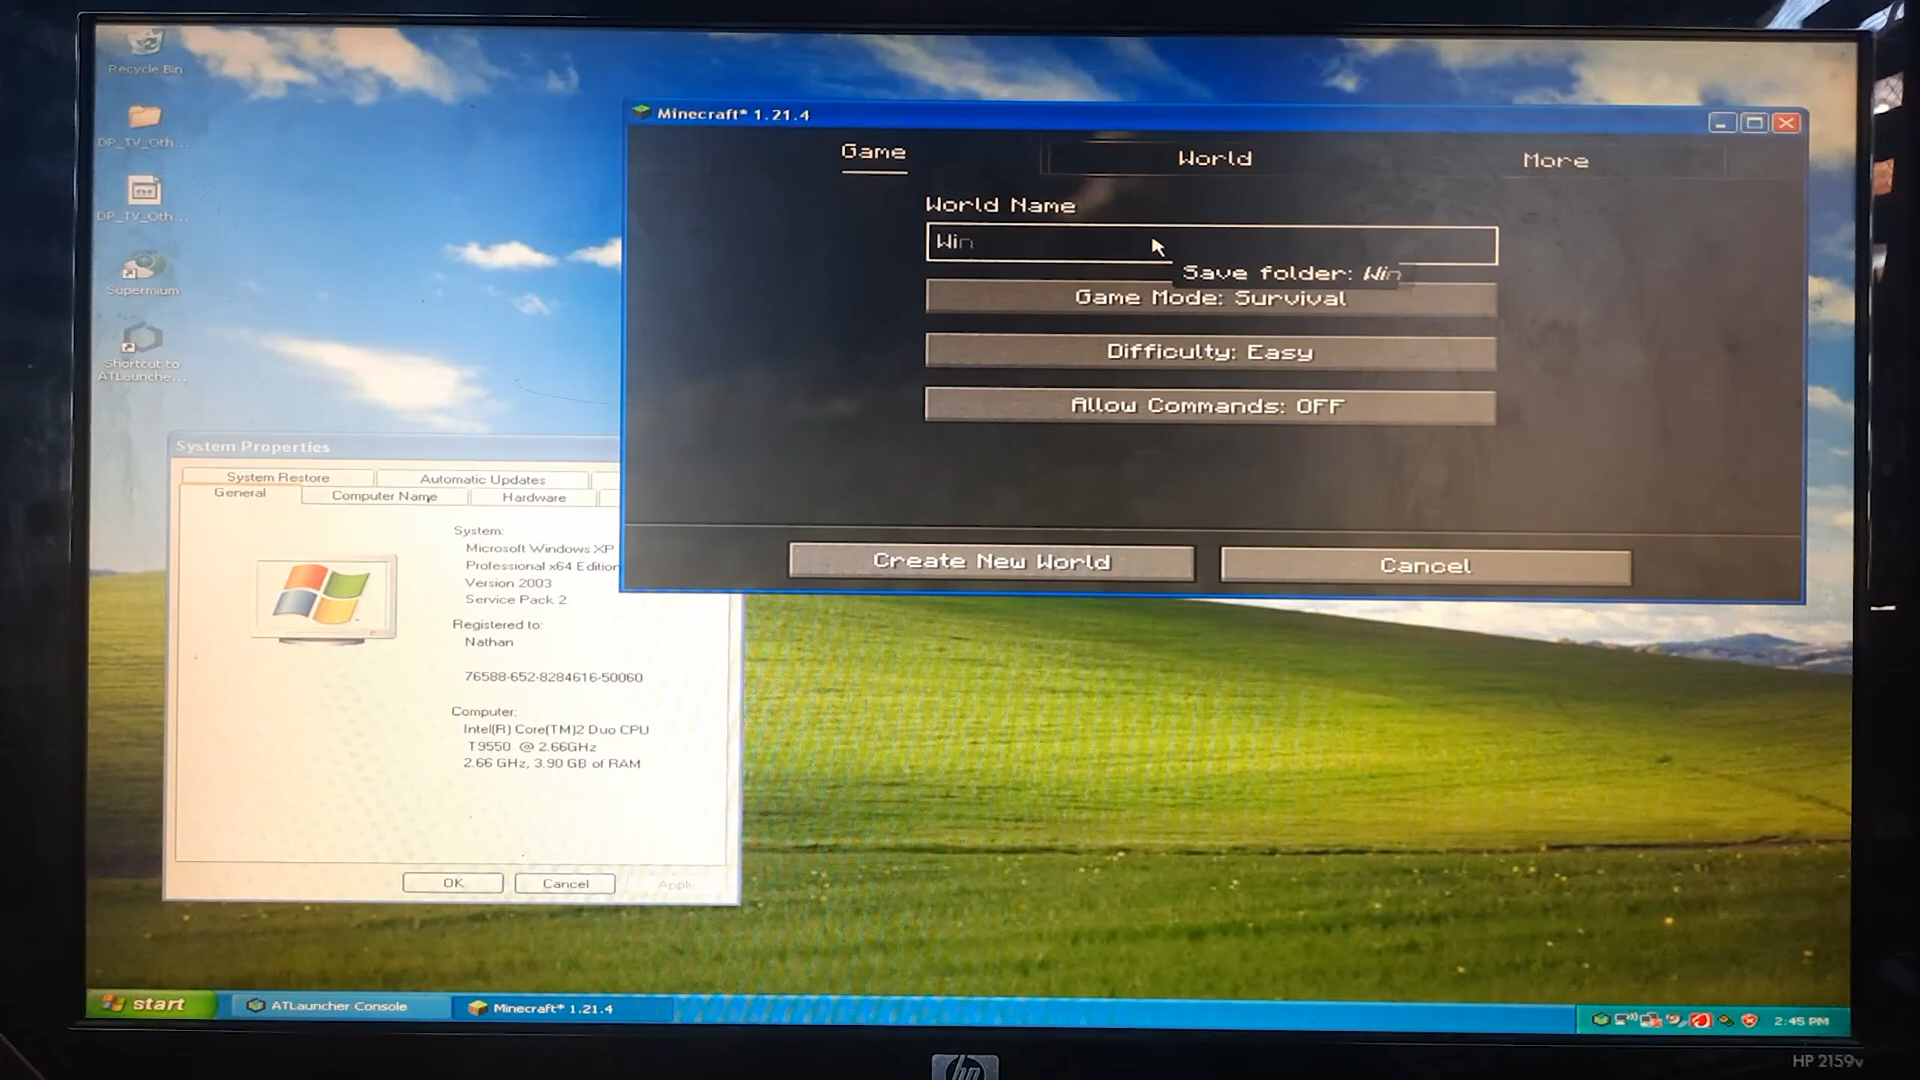 Recycle Bin
DP_TV_Oth...
DP_TV_Oth...
Supermium
Shortcut to
ATLaunche...
Minecraft* 1.21.4
Game
World
More
World Name
Win
Save folder: Win
Game Mode: Survival
Difficulty: Easy
Allow Commands: OFF
Create New World
Cancel
System Properties
System Restore
Automatic Updates
General
Computer Name
Hardware
System:
Microsoft Windows XP
Professional x64 Edition
Version 2003
Service Pack 2
Registered to:
Nathan
76588-652-8284616-50060
Computer:
Intel(R) Core(TM)2 Duo CPU
T9550 @ 2.66GHz
2.66 GHz, 3.90 GB of RAM
OK
Cancel
Apply
start
ATLauncher Console
Minecraft* 1.21.4
2:45 PM
hp
HP 2159v